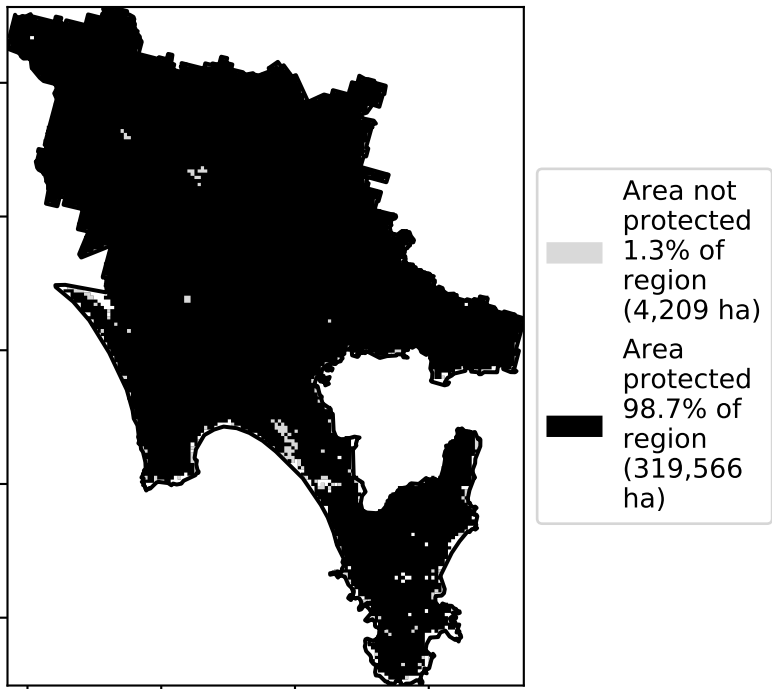 Area not
protected
1.3% of
region
(4,209 ha)
Area
protected
98.7% of
region
(319,566
ha)